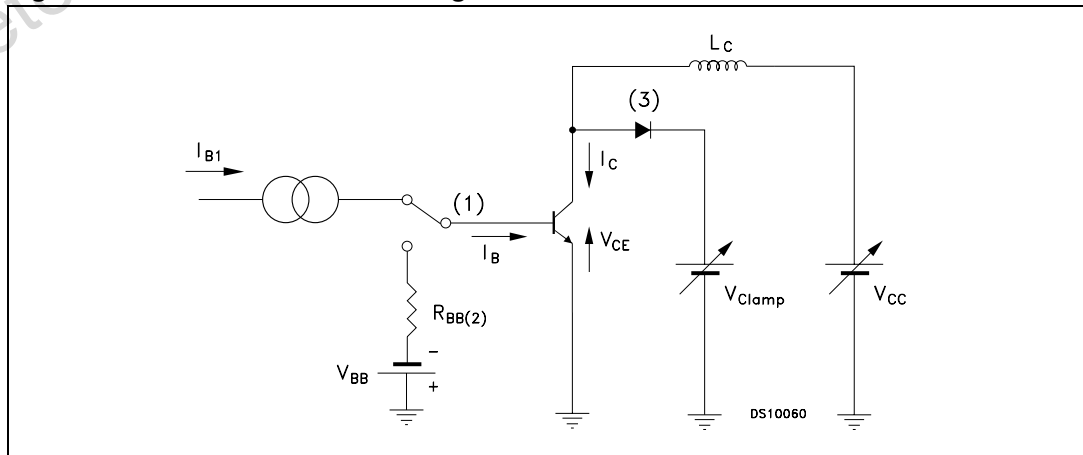 L_C
(3)
I_B1
I_C
(1)
I_B
V_CE
R_BB(2)
V_Clamp
V_CC
V_BB
-
+
DS10060